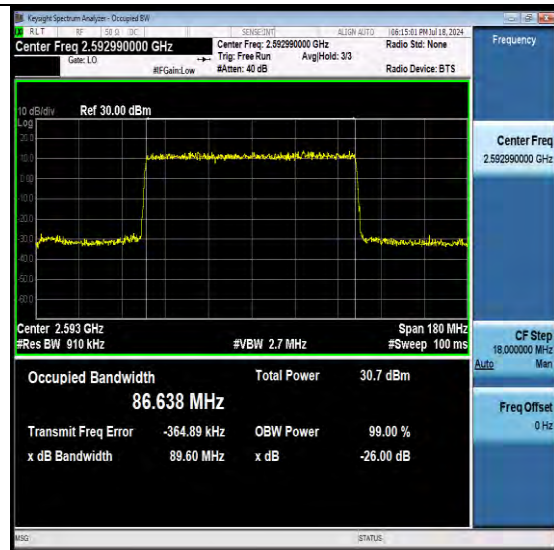 Keysight Spectrum Analyzer - Occupied BW
RLT RF 50 Ω DC SENSE:INT ALIGN AUTO 06:15:01 PM Jul 18, 2024
Center Freq 2.592990000 GHz
Gate: LO
#IFGain:Low
Center Freq: 2.592990000 GHz
Trig: Free Run Avg|Hold: 3/3
#Atten: 40 dB
Radio Std: None
Radio Device: BTS
10 dB/div Ref 30.00 dBm
Log
20.0
10.0
0.00
-10.0
-20.0
-30.0
-40.0
-50.0
-60.0
Center 2.593 GHz Span 180 MHz
#Res BW 910 kHz #VBW 2.7 MHz #Sweep 100 ms
Occupied Bandwidth Total Power 30.7 dBm
86.638 MHz
Transmit Freq Error -364.89 kHz OBW Power 99.00 %
x dB Bandwidth 89.60 MHz x dB -26.00 dB
MSG STATUS
Frequency
Center Freq
2.592990000 GHz
CF Step
18.000000 MHz
Auto Man
Freq Offset
0 Hz